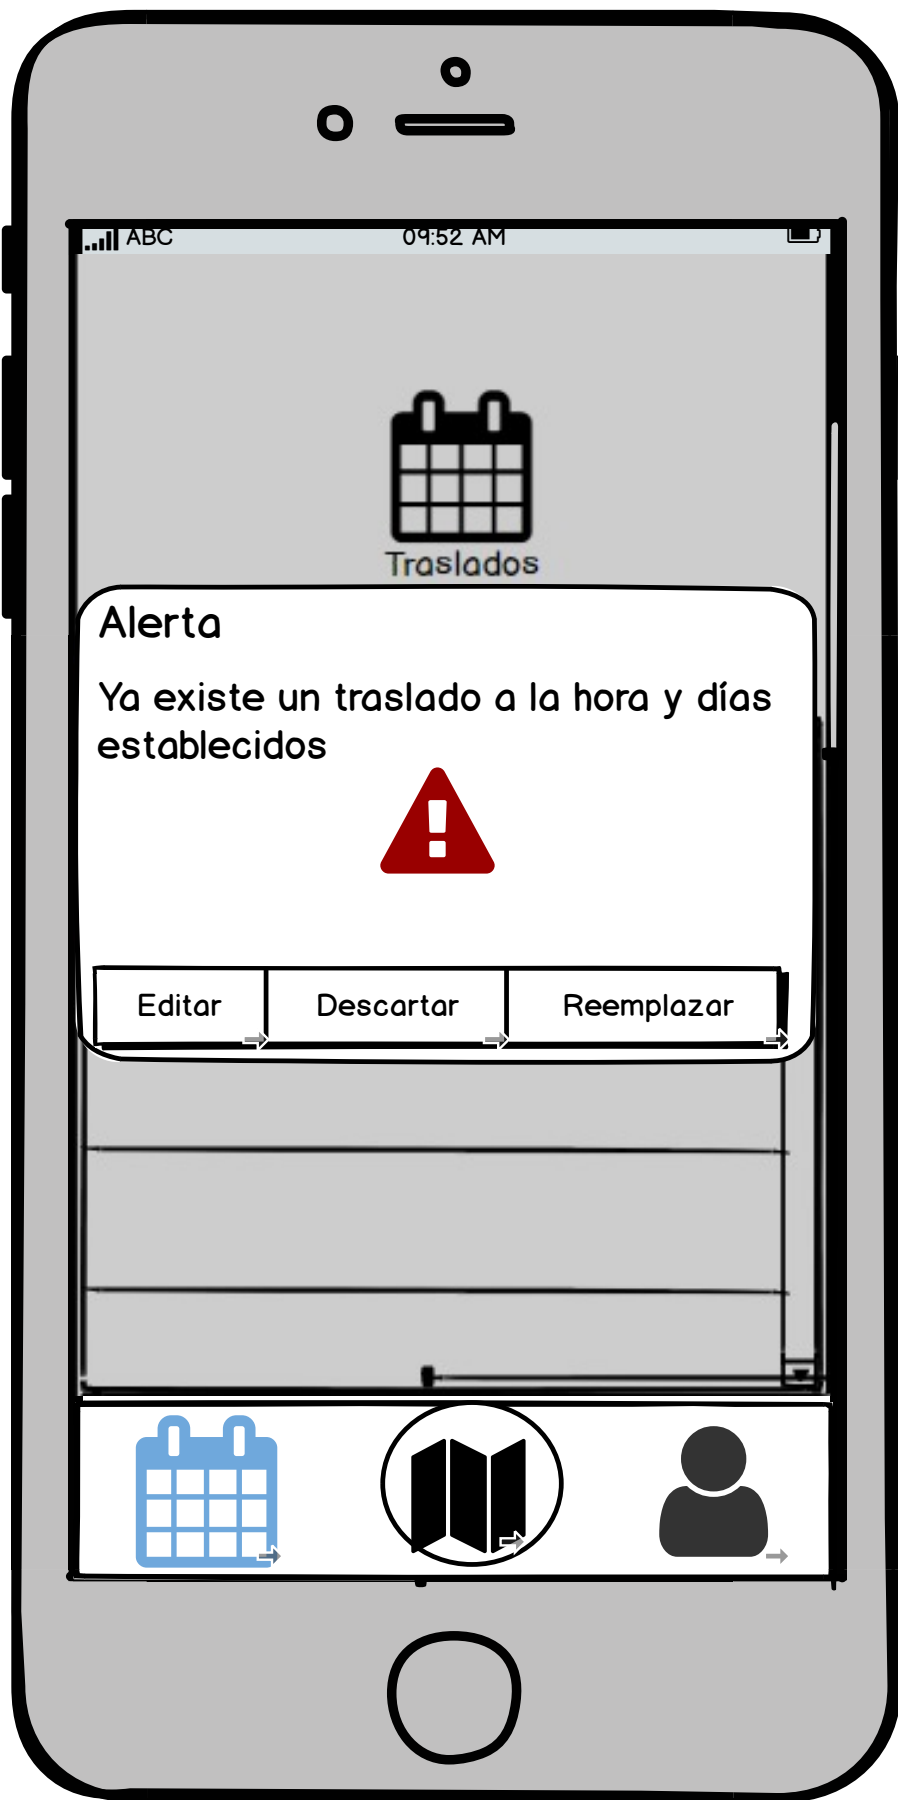 ABC 09:52 AM
Traslados
Alerta
Ya existe un traslado a la hora y días
establecidos
Editar Descartar Reemplazar